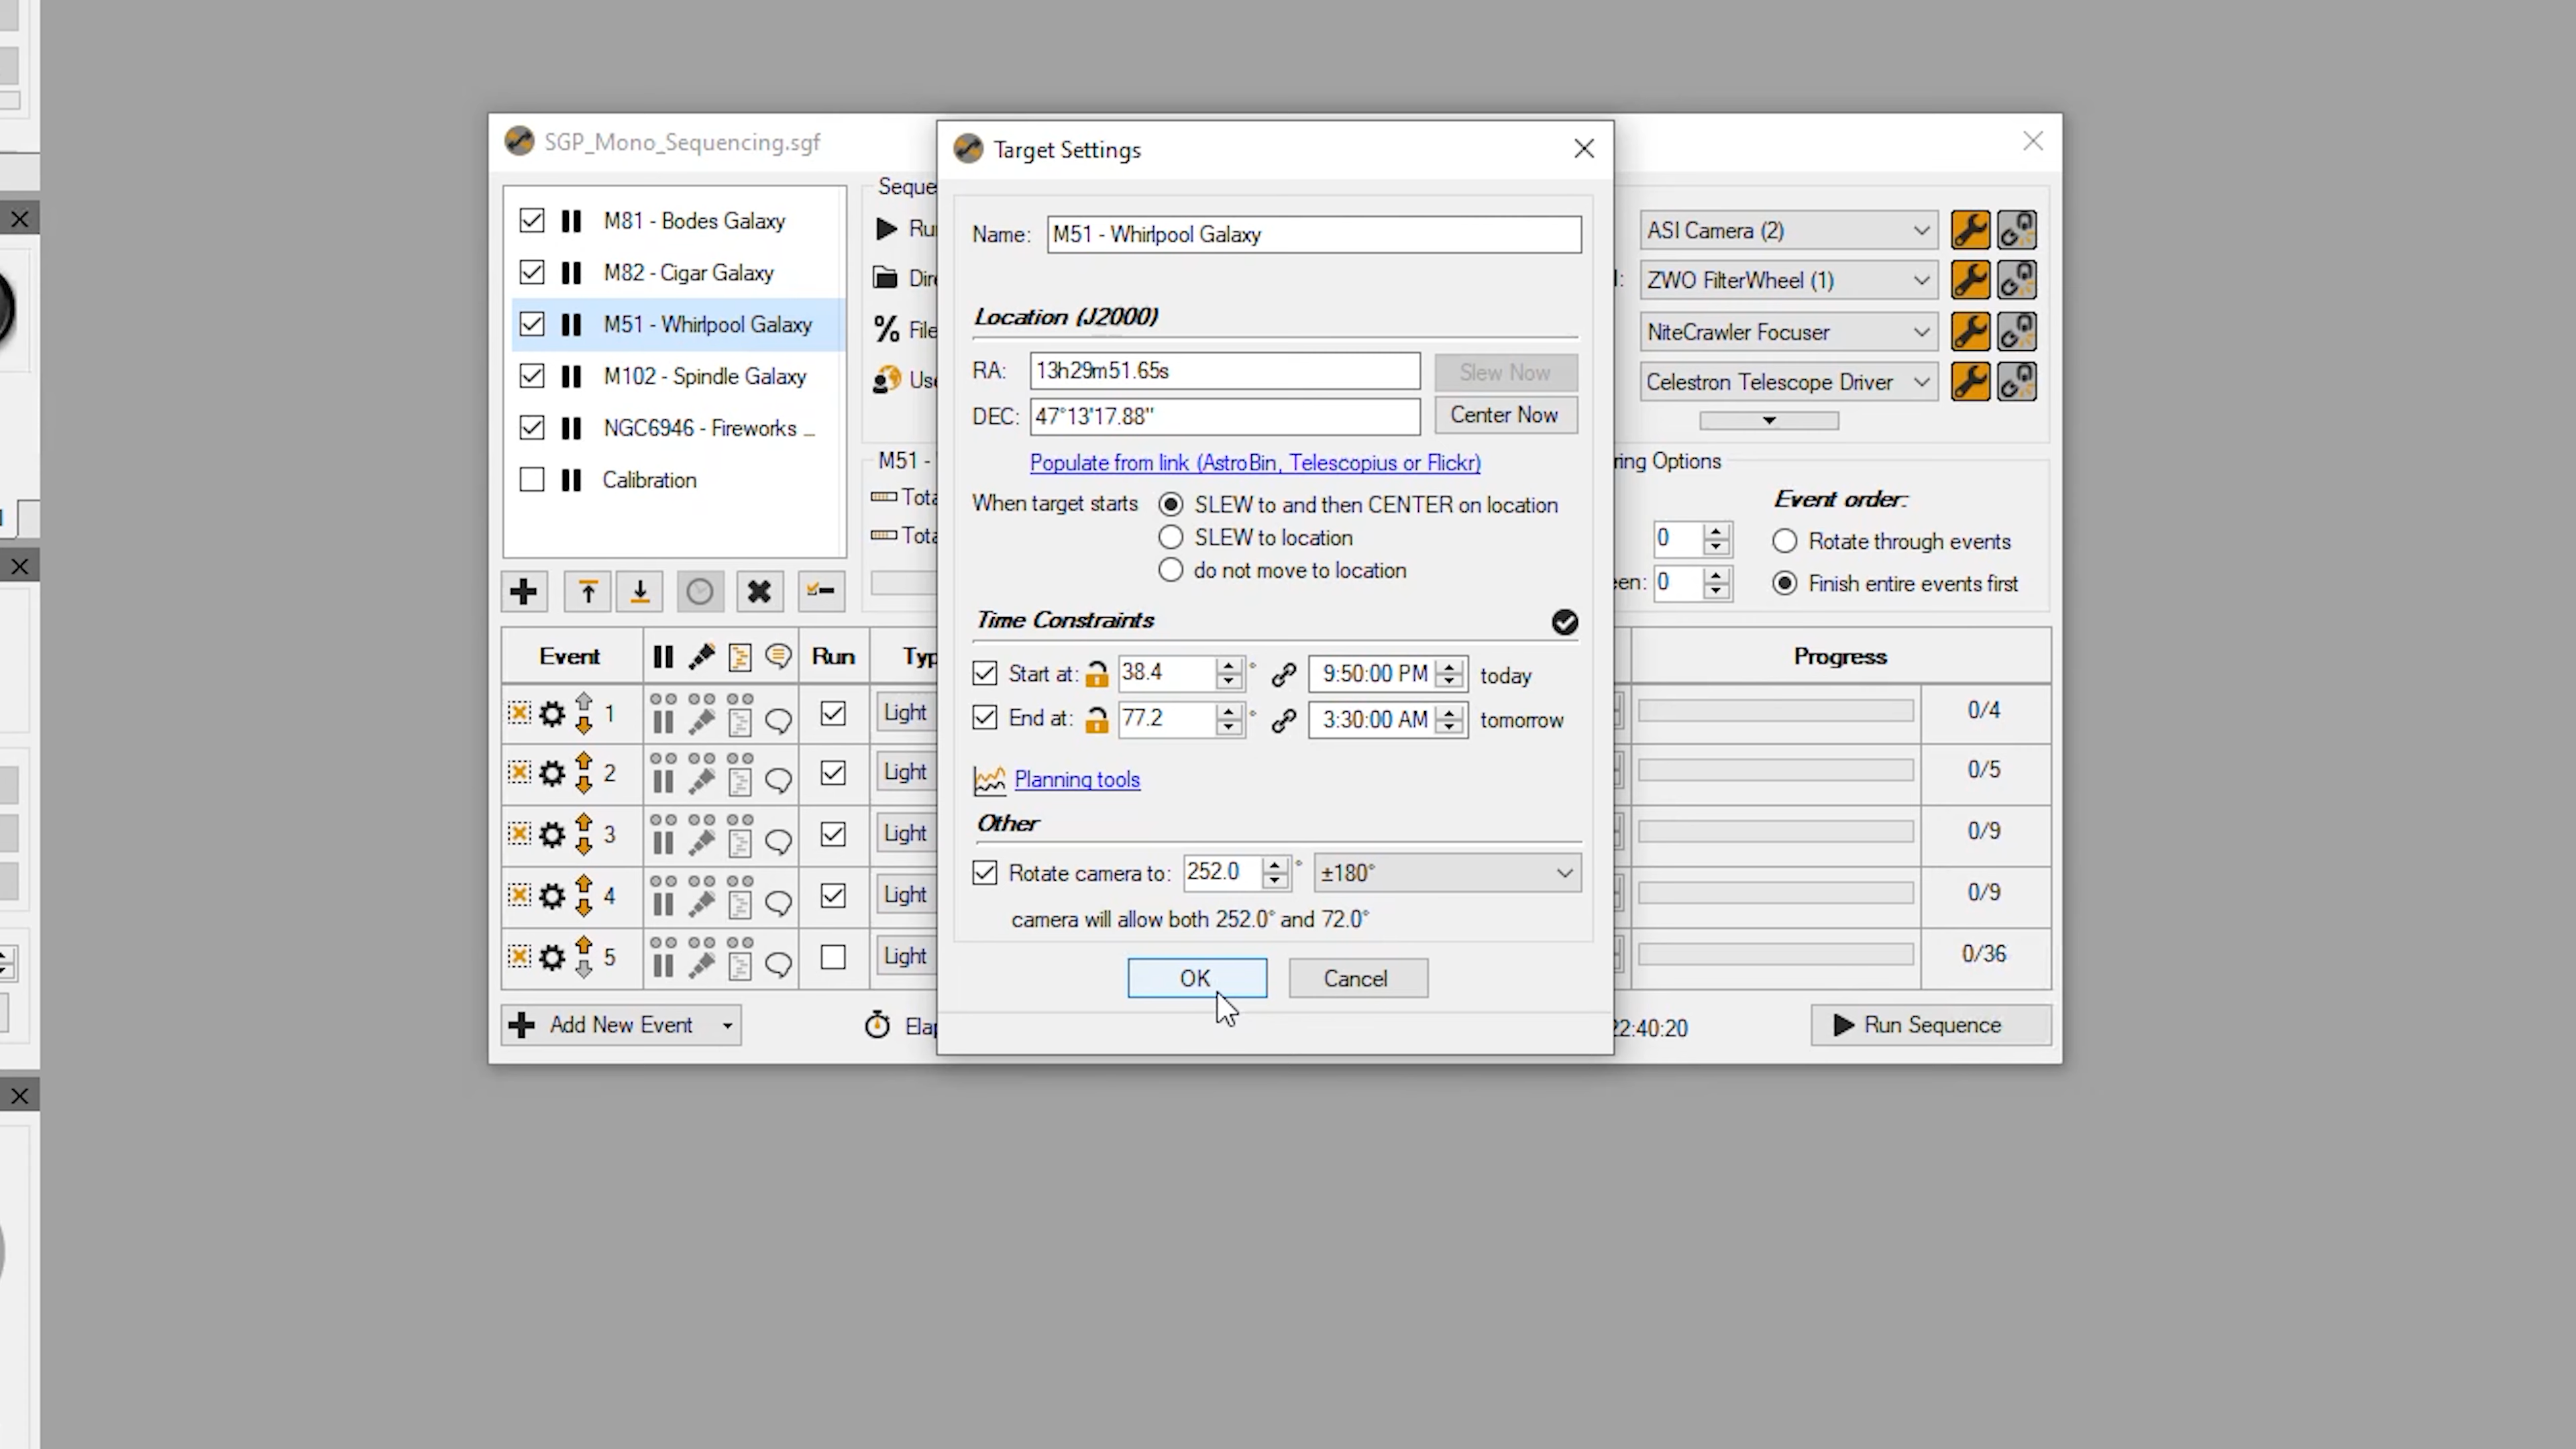 SGP_Mono_Sequencing.sgf
M81 - Bodes Galaxy
M82 - Cigar Galaxy
M51 - Whirlpool Galaxy
M102 - Spindle Galaxy
NGC6946 - Fireworks ...
Calibration
Seque
Ru
Dire
File
Use
M51 -
Tota
Tota
Target Settings
Name: M51 - Whirlpool Galaxy
Location (J2000)
RA: 13h29m51.65s Slew Now
DEC: 47°13'17.88" Center Now
Populate from link (AstroBin, Telescopius or Flickr)
When target starts SLEW to and then CENTER on location
SLEW to location
do not move to location
Time Constraints
Start at: 38.4 ° 9:50:00 PM today
End at: 77.2 ° 3:30:00 AM tomorrow
Planning tools
Other
Rotate camera to: 252.0 ° ±180°
camera will allow both 252.0° and 72.0°
OK Cancel
ASI Camera (2)
l: ZWO FilterWheel (1)
NiteCrawler Focuser
Celestron Telescope Driver
ring Options
Event order:
0 Rotate through events
een: 0 Finish entire events first
Event Run Typ Progress
1 Light 0/4
2 Light 0/5
3 Light 0/9
4 Light 0/9
5 Light 0/36
Add New Event Elap 22:40:20 Run Sequence